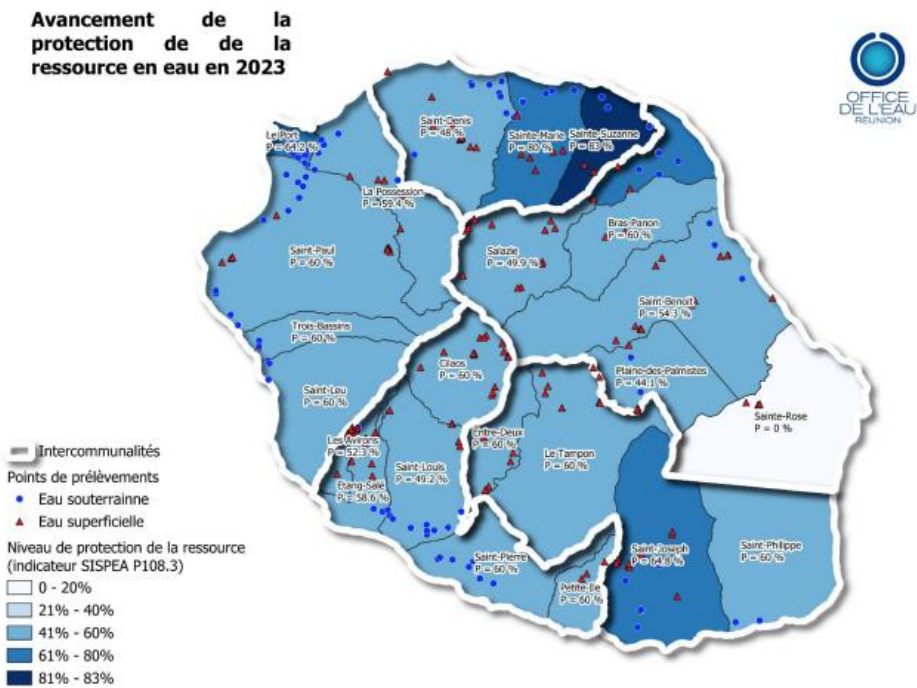 Avancement de la
protection de de la
ressource en eau en 2023
OFFICE
DE L'EAU
RÉUNION
Le Port
P = 64.2 %
Saint-Denis
P = 48 %
Sainte-Marie
P = 80 %
Sainte-Suzanne
P = 83 %
La Possession
P = 59.4 %
Saint-Paul
P = 60 %
Salazie
P = 49.9 %
Bras-Panon
P = 60 %
Saint-Benoit
P = 54.3 %
Trois-Bassins
P = 60 %
Cilaos
P = 60 %
Plaine-des-Palmistes
P = 44.1 %
Saint-Leu
P = 60 %
Sainte-Rose
P = 0 %
Les Avirons
P = 52.3 %
Entre-Deux
P = 60 %
Le Tampon
P = 60 %
Saint-Louis
P = 49.2 %
Etang-Salé
P = 58.6 %
Saint-Pierre
P = 60 %
Saint-Joseph
P = 64.8 %
Saint-Philippe
P = 60 %
Petite-Ile
P = 60 %
Intercommunalités
Points de prélèvements
Eau souterrainne
Eau superficielle
Niveau de protection de la ressource
(indicateur SISPEA P108.3)
0 - 20%
21% - 40%
41% - 60%
61% - 80%
81% - 83%